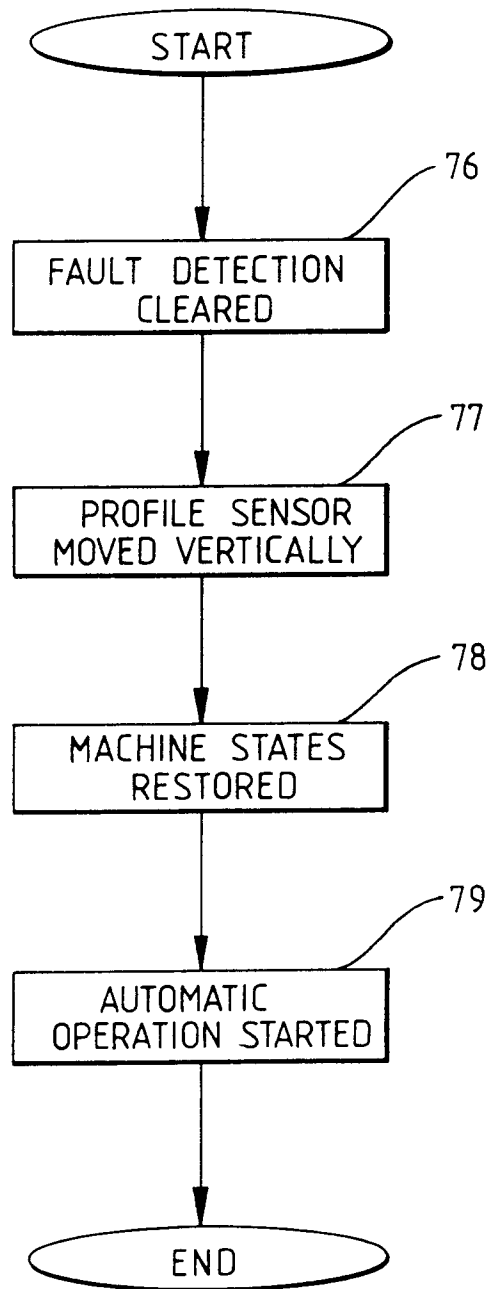 START
76
FAULT DETECTION
CLEARED
77
PROFILE SENSOR
MOVED VERTICALLY
78
MACHINE STATES
RESTORED
79
AUTOMATIC
OPERATION STARTED
END